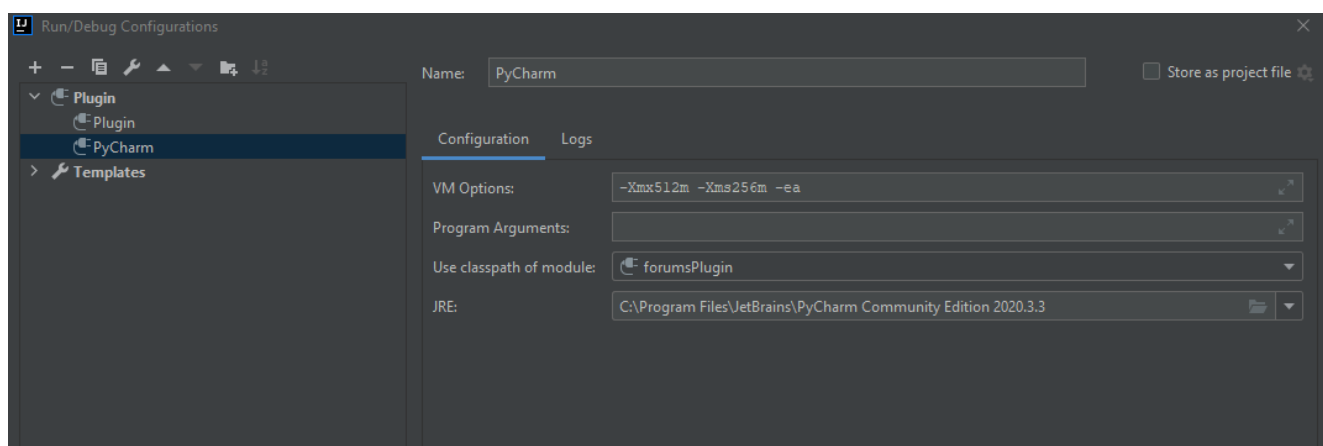 Run/Debug Configurations
Name: PyCharm Store as project file
Plugin
Plugin
PyCharm
Templates
Configuration Logs
VM Options: -Xmx512m -Xms256m -ea
Program Arguments:
Use classpath of module: forumsPlugin
JRE: C:\Program Files\JetBrains\PyCharm Community Edition 2020.3.3